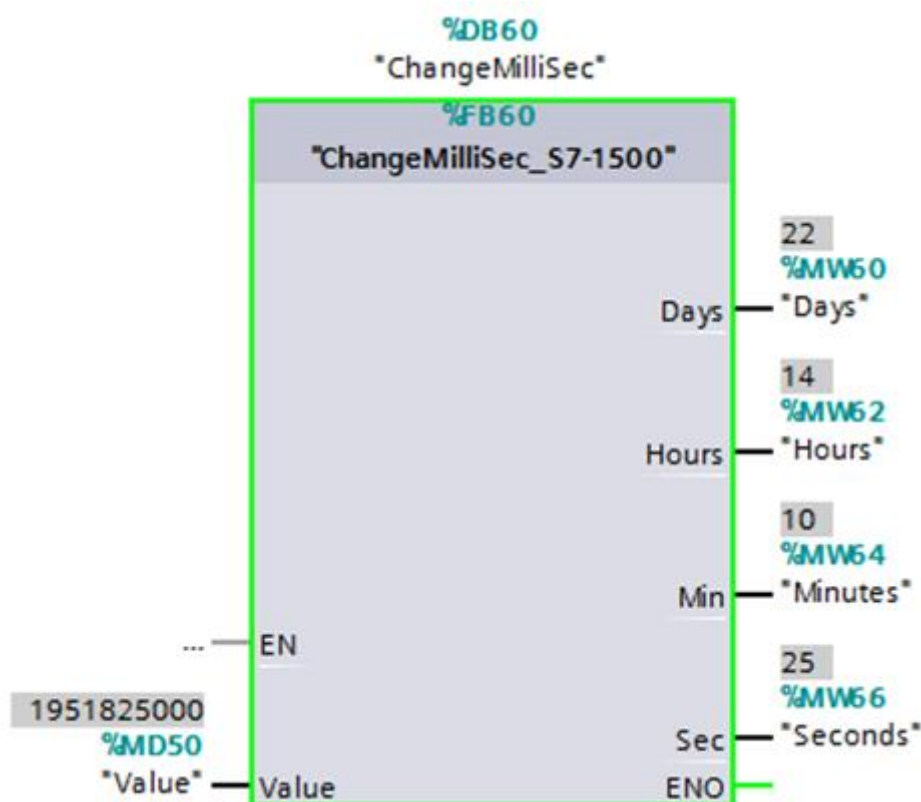 %DB60
"ChangeMilliSec"
%FB60
"ChangeMilliSec_S7-1500"
22
%MW60
Days "Days"
14
%MW62
Hours "Hours"
10
%MW64
Min "Minutes"
... EN
25
%MW66
Sec "Seconds"
1951825000
%MD50
"Value" Value
ENO